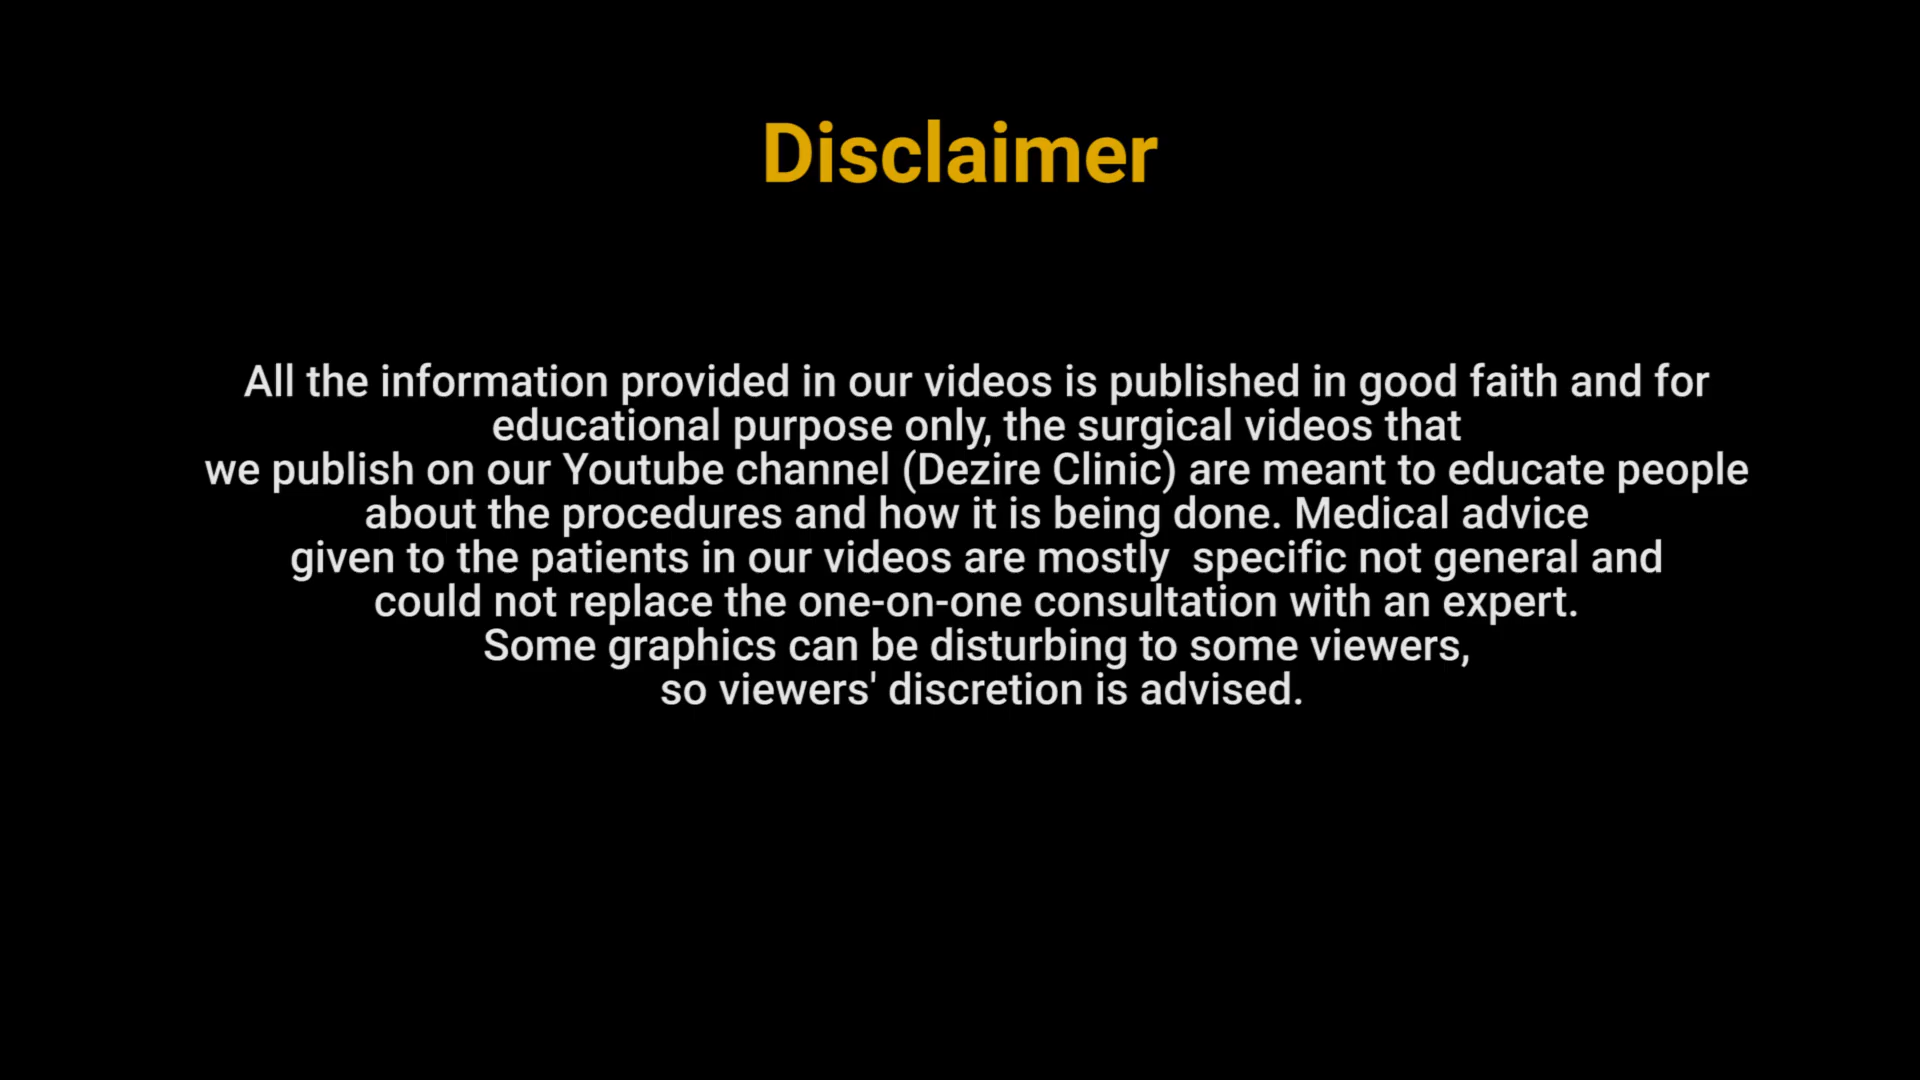 Disclaimer
All the information provided in our videos is published in good faith and for
educational purpose only, the surgical videos that
we publish on our Youtube channel (Dezire Clinic) are meant to educate people
about the procedures and how it is being done. Medical advice
given to the patients in our videos are mostly  specific not general and
could not replace the one-on-one consultation with an expert.
Some graphics can be disturbing to some viewers,
so viewers' discretion is advised.